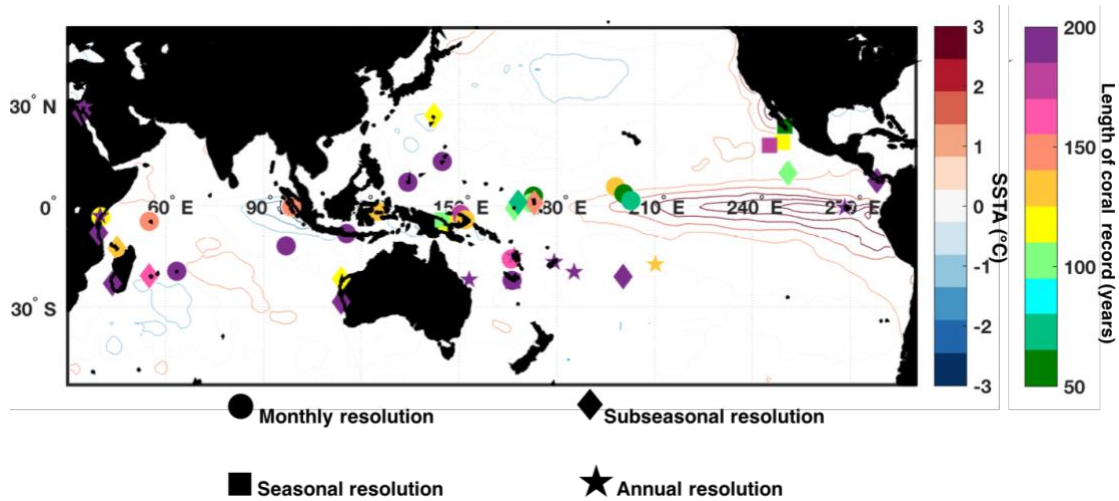 30° N
0°
30° S
60° E
90° E
150° E
180° E
210° E
240° E
270° E
3
2
1
0
-1
-2
-3
SSTA (°C)
200
150
100
50
Length of coral record (years)
Monthly resolution
Subseasonal resolution
Seasonal resolution
Annual resolution